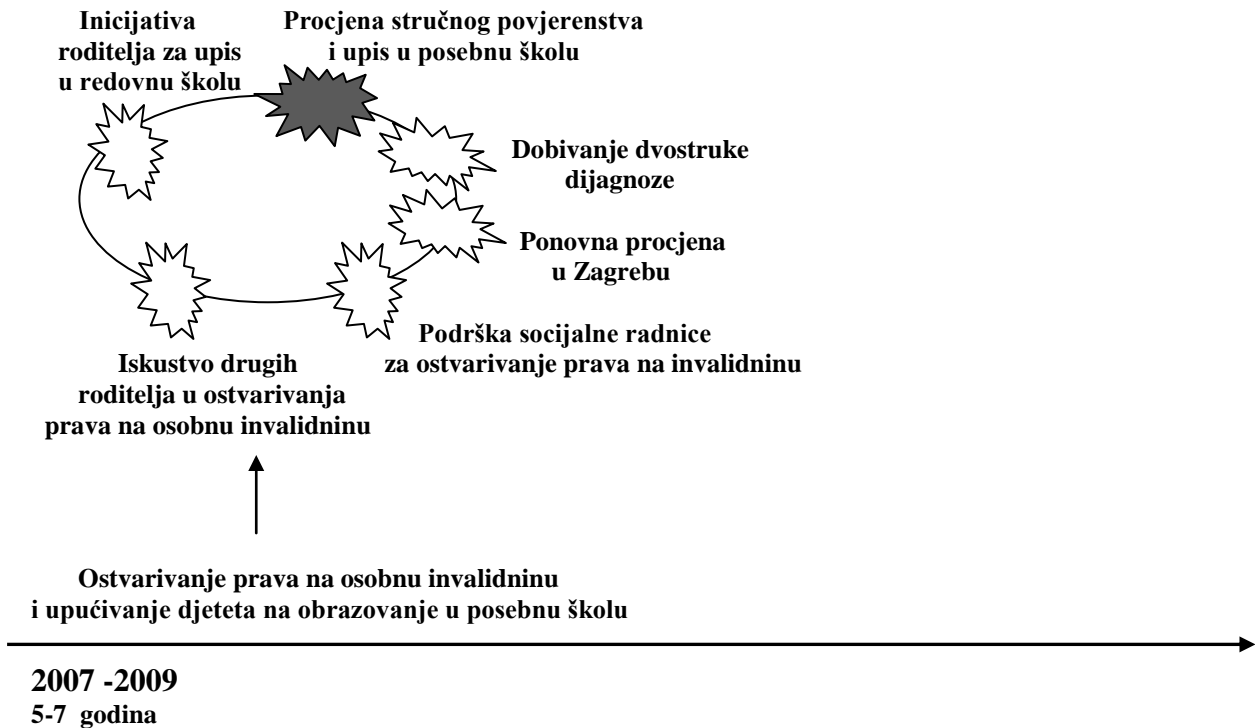 Inicijativa
roditelja za upis
u redovnu školu
Procjena stručnog povjerenstva
i upis u posebnu školu
Dobivanje dvostruke
dijagnoze
Ponovna procjena
u Zagrebu
Podrška socijalne radnice
za ostvarivanje prava na invalidninu
Iskustvo drugih
roditelja u ostvarivanja
prava na osobnu invalidninu
Ostvarivanje prava na osobnu invalidninu
i upućivanje djeteta na obrazovanje u posebnu školu
2007 -2009
5-7 godina